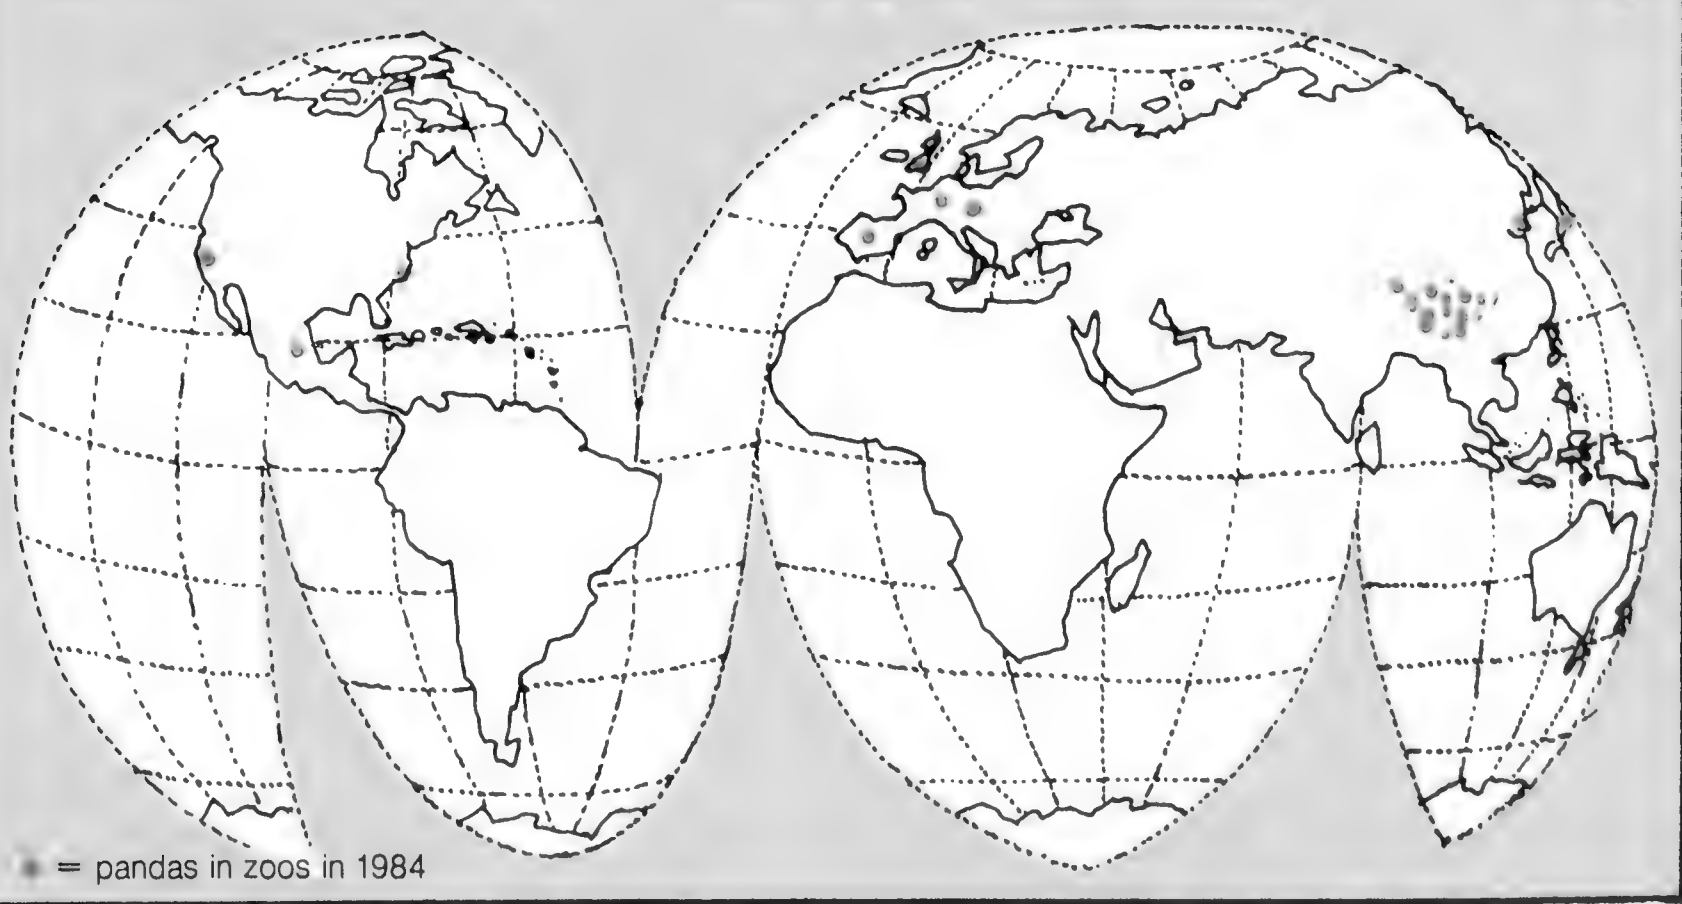 = pandas in zoos in 1984